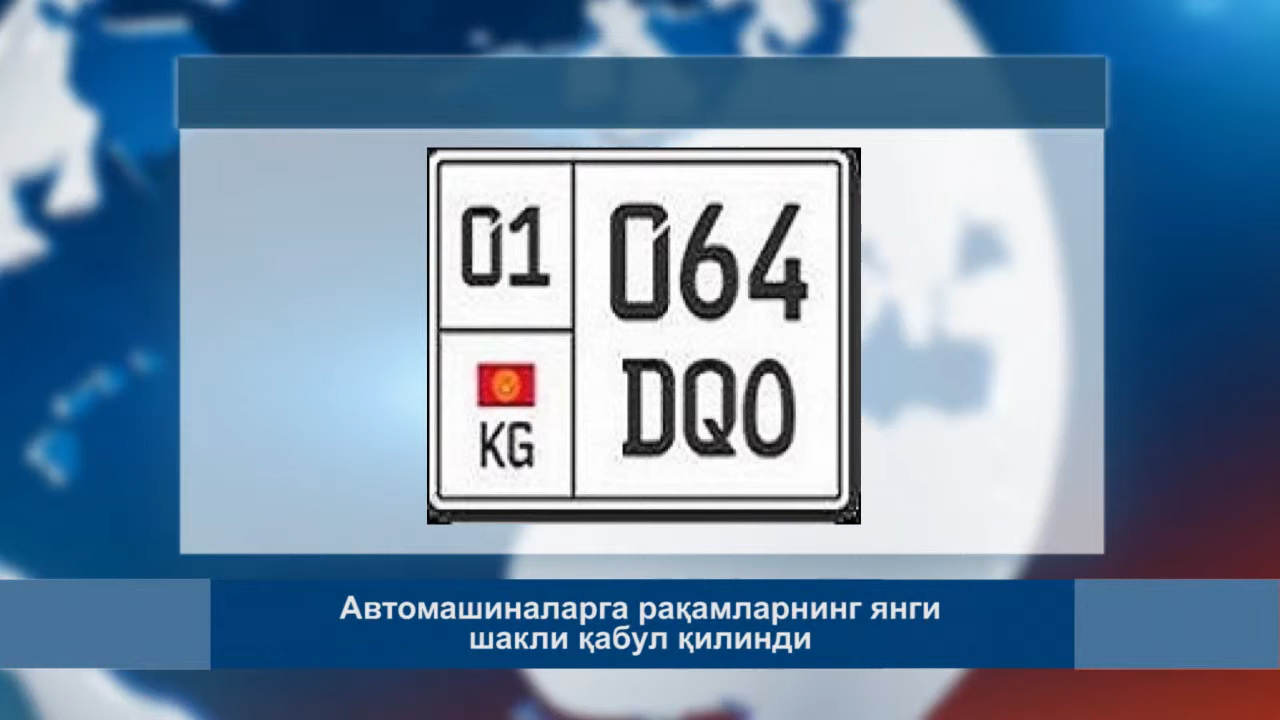 01
064
KG
DQO
Автомашиналарга рақамларнинг янги
шакли қабул қилинди